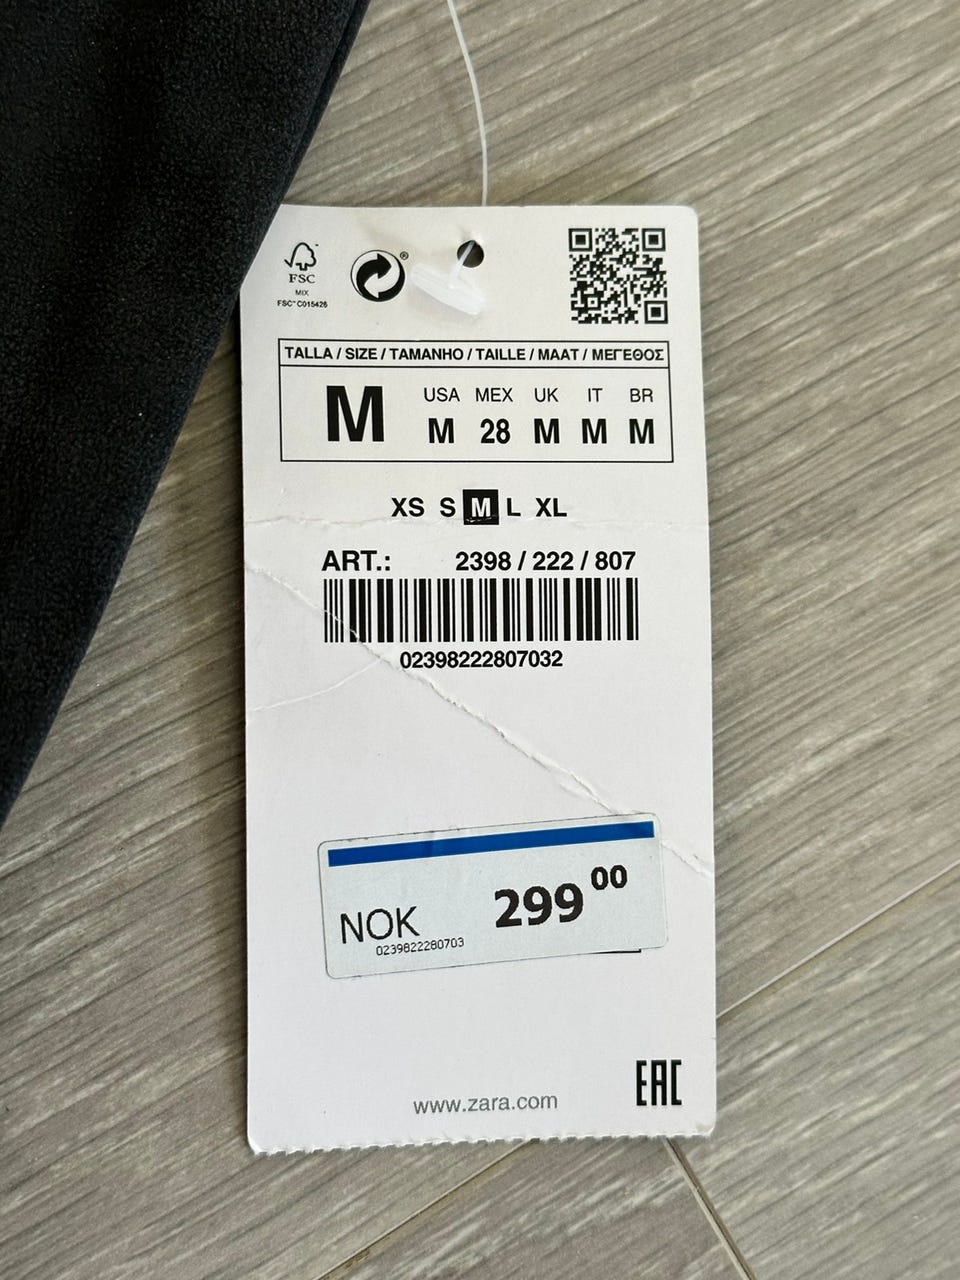 FSC
MIX
FSC™ C015426
®
TALLA / SIZE / TAMANHO / TAILLE / MAAT / ΜΕΓΕΘΟΣ
M
USA MEX UK IT BR
M 28 M M M
XS S M L XL
ART.: 2398 / 222 / 807
02398222807032
NOK 299 00
0239822280703
www.zara.com
EAC